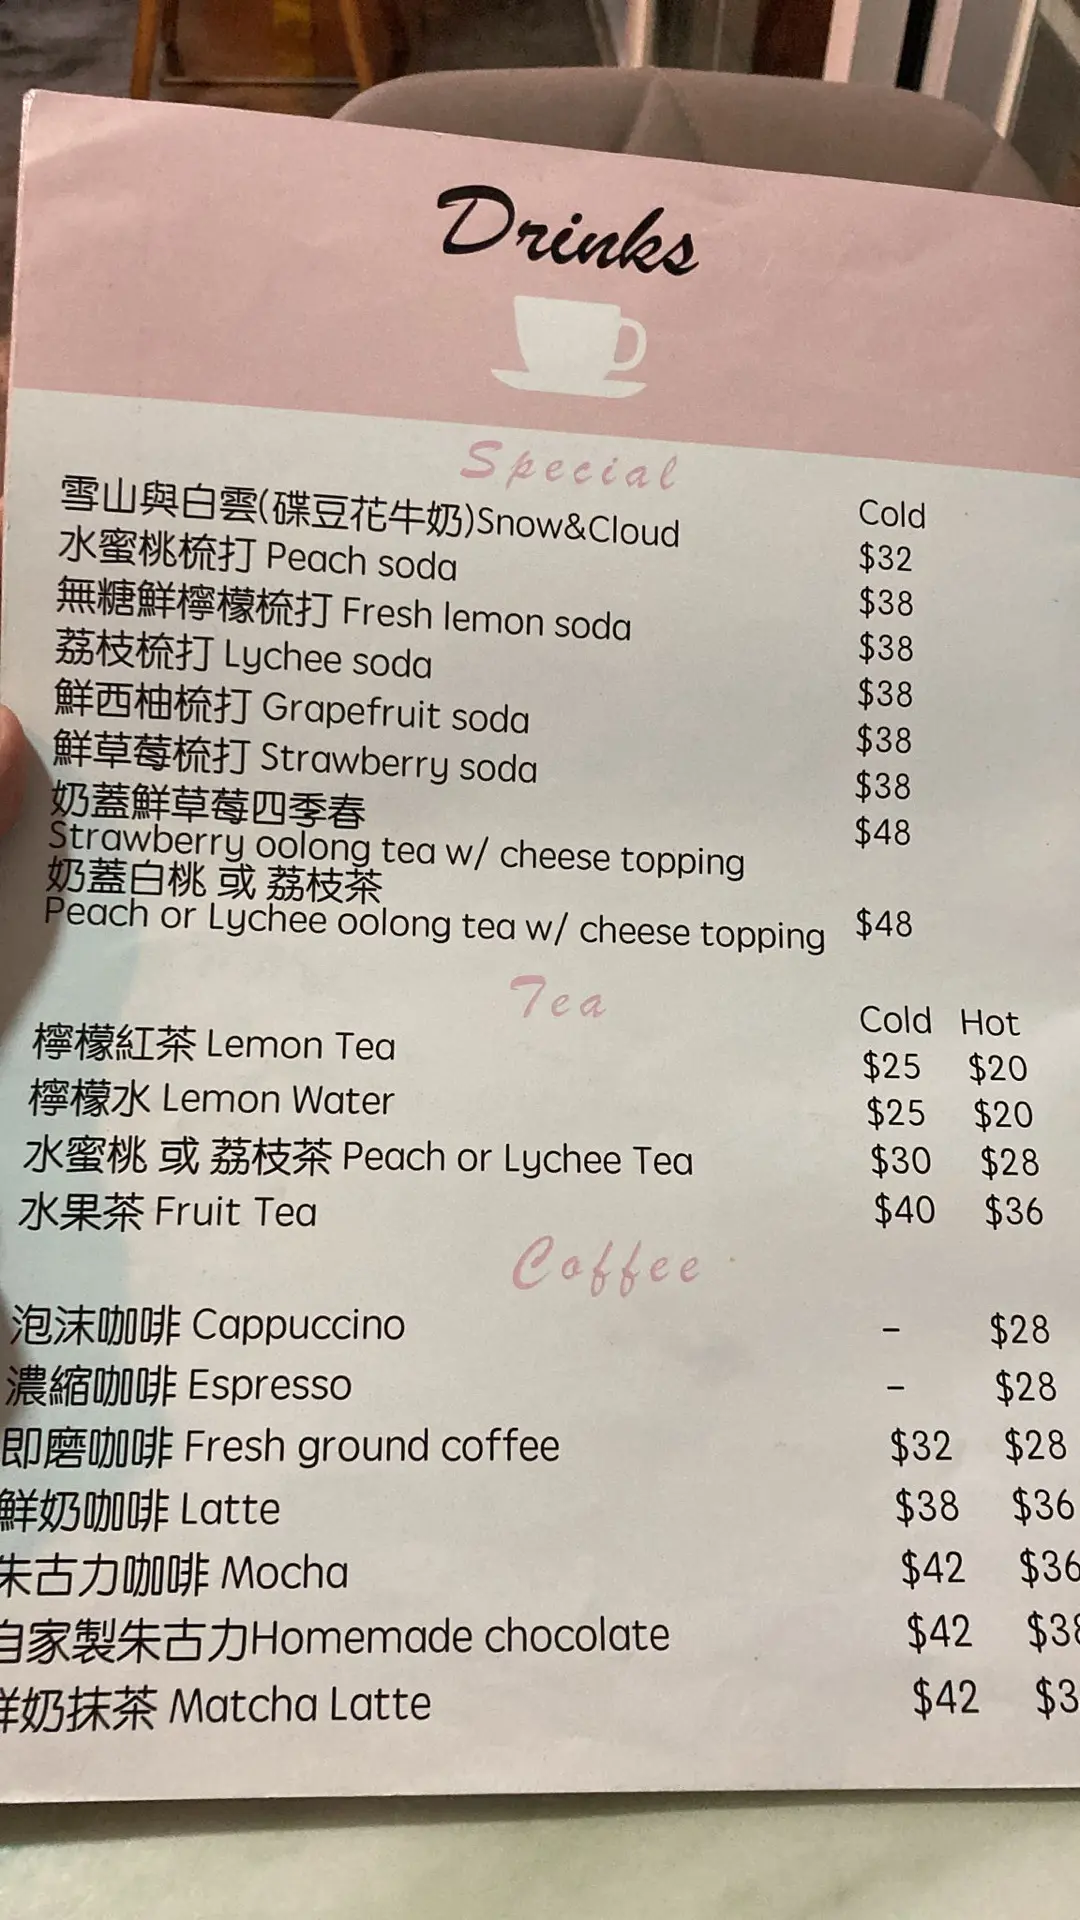 Drinks
Special
Cold
雪山與白雲(碟豆花牛奶)Snow&Cloud $32
水蜜桃梳打 Peach soda $38
無糖鮮檸檬梳打 Fresh lemon soda $38
荔枝梳打 Lychee soda $38
鮮西柚梳打 Grapefruit soda $38
鮮草莓梳打 Strawberry soda $38
奶蓋鮮草莓四季春 $48
Strawberry oolong tea w/ cheese topping
奶蓋白桃 或 荔枝茶
Peach or Lychee oolong tea w/ cheese topping $48
Tea
Cold Hot
檸檬紅茶 Lemon Tea $25 $20
檸檬水 Lemon Water $25 $20
水蜜桃 或 荔枝茶 Peach or Lychee Tea $30 $28
水果茶 Fruit Tea $40 $36
Coffee
泡沫咖啡 Cappuccino – $28
濃縮咖啡 Espresso – $28
即磨咖啡 Fresh ground coffee $32 $28
鮮奶咖啡 Latte $38 $36
朱古力咖啡 Mocha $42 $36
自家製朱古力Homemade chocolate $42 $38
鮮奶抹茶 Matcha Latte $42